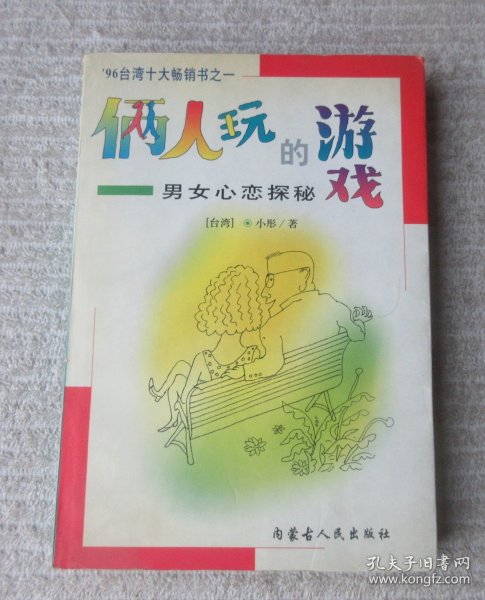 '96台湾十大畅销书之一
俩人玩的游戏
男女心恋探秘
[台湾] 小彤/著
内蒙古人民出版社
孔夫子旧书网
www.kongfz.com